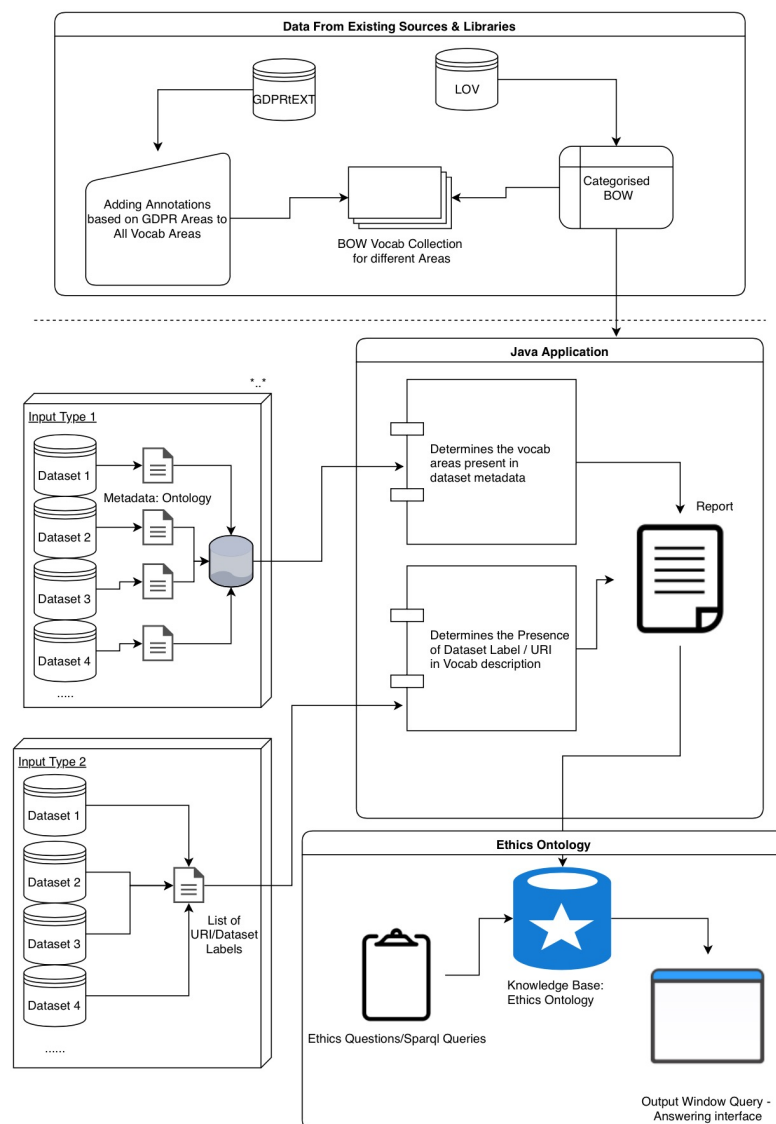 Data From Existing Sources & Libraries
GDPRtEXT
LOV
Adding Annotations
based on GDPR Areas to
All Vocab Areas
BOW Vocab Collection
for different Areas
Categorised
BOW
Java Application
*..*
Input Type 1
Dataset 1
Metadata: Ontology
Dataset 2
Dataset 3
Dataset 4
.....
Determines the vocab
areas present in
dataset metadata
Report
Determines the Presence
of Dataset Label / URI
in Vocab description
Input Type 2
Dataset 1
Dataset 2
Dataset 3
Dataset 4
......
List of
URI/Dataset
Labels
Ethics Ontology
Ethics Questions/Sparql Queries
Knowledge Base:
Ethics Ontology
Output Window Query -
Answering interface